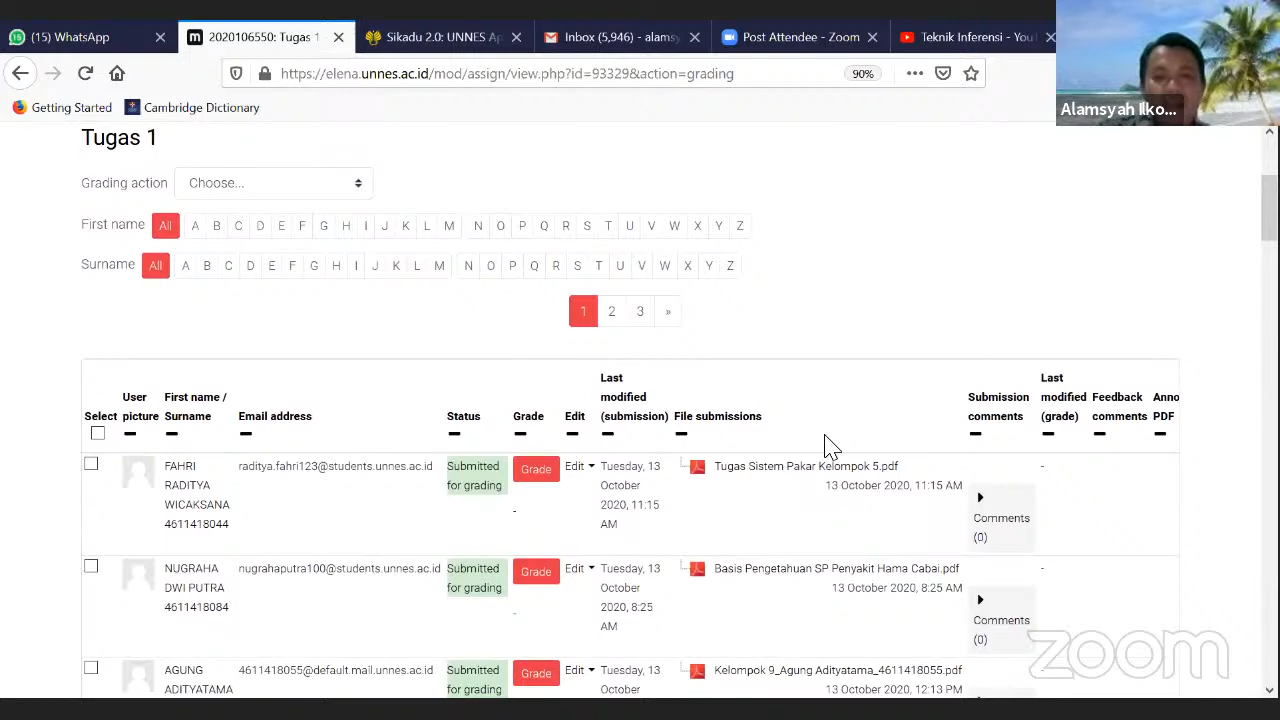 (15) WhatsApp
2020106550: Tugas 1
Sikadu 2.0: UNNES Ap
Inbox (5,946) - alams
Post Attendee - Zoom
Teknik Inferensi - You
https://elena.unnes.ac.id/mod/assign/view.php?id=93329&action=grading
90%
Getting Started
Cambridge Dictionary
Alamsyah Ilko...
Tugas 1
Grading action Choose...
First name All A B C D E F G H I J K L M N O P Q R S T U V W X Y Z
Surname All A B C D E F G H I J K L M N O P Q R S T U V W X Y Z
1 2 3 »
Select
User
picture
First name /
Surname
Email address
Status
Grade
Edit
Last
modified
(submission)
File submissions
Submission
comments
Last
modified
(grade)
Feedback
comments
Anno
PDF
FAHRI
RADITYA
WICAKSANA
4611418044
raditya.fahri123@students.unnes.ac.id
Submitted
for grading
Grade
-
Edit
Tuesday, 13
October
2020, 11:15
AM
Tugas Sistem Pakar Kelompok 5.pdf
13 October 2020, 11:15 AM
Comments
(0)
-
NUGRAHA
DWI PUTRA
4611418084
nugrahaputra100@students.unnes.ac.id
Submitted
for grading
Grade
-
Edit
Tuesday, 13
October
2020, 8:25
AM
Basis Pengetahuan SP Penyakit Hama Cabai.pdf
13 October 2020, 8:25 AM
Comments
(0)
-
AGUNG
ADITYATAMA
4611418055@default.mail.unnes.ac.id
Submitted
for grading
Grade
Edit
Tuesday, 13
October
Kelompok 9_Agung Adityatama_4611418055.pdf
13 October 2020, 12:13 PM
-
zoom